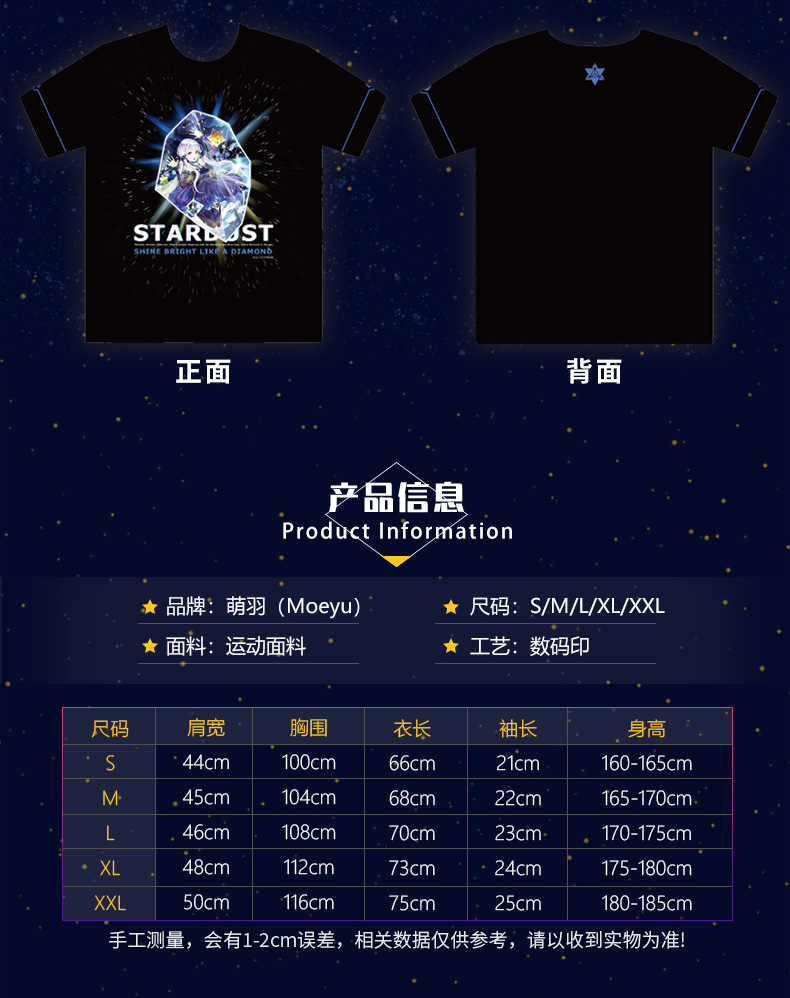 STARDUST
SHINE BRIGHT LIKE A DIAMOND
正面
背面
产品信息
Product Information
品牌：萌羽（Moeyu）
尺码：S/M/L/XL/XXL
面料：运动面料
工艺：数码印
尺码 肩宽 胸围 衣长 袖长 身高
S 44cm 100cm 66cm 21cm 160-165cm
M 45cm 104cm 68cm 22cm 165-170cm
L 46cm 108cm 70cm 23cm 170-175cm
XL 48cm 112cm 73cm 24cm 175-180cm
XXL 50cm 116cm 75cm 25cm 180-185cm
手工测量，会有1-2cm误差，相关数据仅供参考，请以收到实物为准!